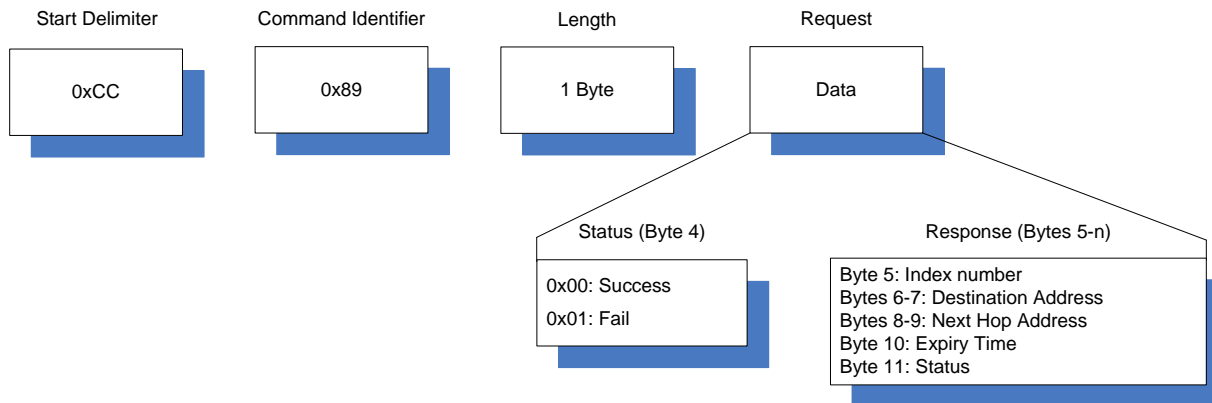 Start Delimiter
Command Identifier
Length
Request
0xCC
0x89
1 Byte
Data
Status (Byte 4)
Response (Bytes 5-n)
0x00: Success
0x01: Fail
Byte 5: Index number
Bytes 6-7: Destination Address
Bytes 8-9: Next Hop Address
Byte 10: Expiry Time
Byte 11: Status